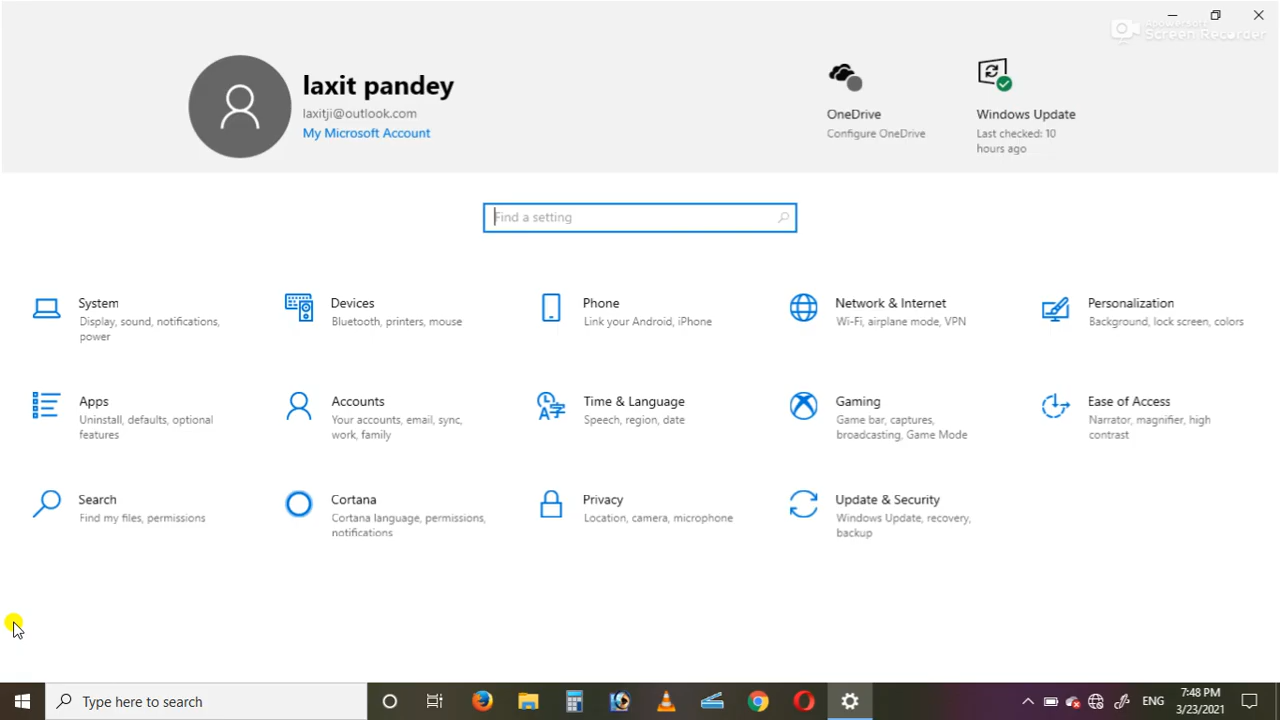 Apowersoft
Screen Recorder
laxit pandey
laxitji@outlook.com
My Microsoft Account
OneDrive
Configure OneDrive
Windows Update
Last checked: 10
hours ago
Find a setting
System
Display, sound, notifications,
power
Devices
Bluetooth, printers, mouse
Phone
Link your Android, iPhone
Network & Internet
Wi-Fi, airplane mode, VPN
Personalization
Background, lock screen, colors
Apps
Uninstall, defaults, optional
features
Accounts
Your accounts, email, sync,
work, family
Time & Language
Speech, region, date
Gaming
Game bar, captures,
broadcasting, Game Mode
Ease of Access
Narrator, magnifier, high
contrast
Search
Find my files, permissions
Cortana
Cortana language, permissions,
notifications
Privacy
Location, camera, microphone
Update & Security
Windows Update, recovery,
backup
Type here to search
ENG
7:48 PM
3/23/2021